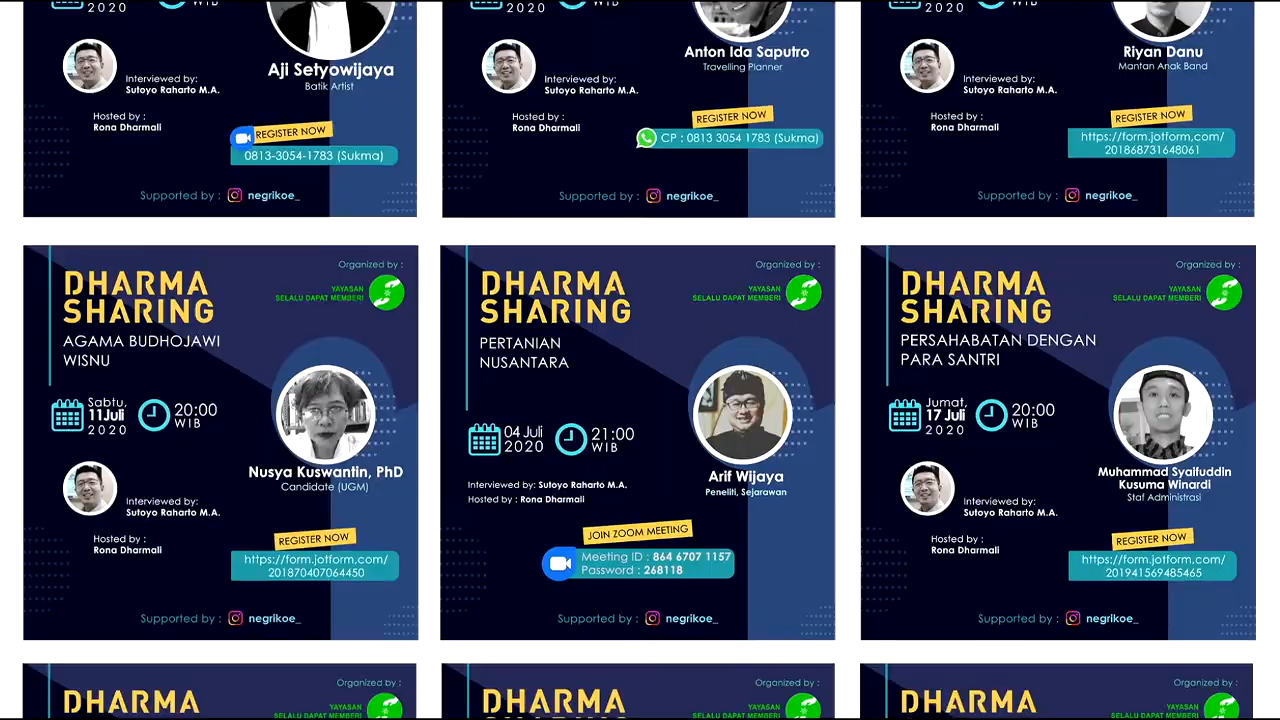 2020
WIB
Aji Setyowijaya
Batik Artist
Interviewed by:
Sutoyo Raharto M.A.
Hosted by :
Rona Dharmali
REGISTER NOW
0813-3054-1783 (Sukma)
Supported by :
negrikoe_
2020
WIB
Anton Ida Saputro
Travelling Planner
Interviewed by:
Sutoyo Raharto M.A.
Hosted by :
Rona Dharmali
REGISTER NOW
CP : 0813 3054 1783 (Sukma)
Supported by :
negrikoe_
2020
WIB
Riyan Danu
Mantan Anak Band
Interviewed by:
Sutoyo Raharto M.A.
Hosted by :
Rona Dharmali
REGISTER NOW
https://form.jotform.com/
201868731648061
Supported by :
negrikoe_
Organized by :
YAYASAN
SELALU DAPAT MEMBERI
DHARMA
SHARING
AGAMA BUDHOJAWI
WISNU
Sabtu,
11 Juli
2020
20:00
WIB
Nusya Kuswantin, PhD
Candidate (UGM)
Interviewed by:
Sutoyo Raharto M.A.
Hosted by :
Rona Dharmali
REGISTER NOW
https://form.jotform.com/
201870407064450
Supported by :
negrikoe_
Organized by :
YAYASAN
SELALU DAPAT MEMBERI
DHARMA
SHARING
PERTANIAN
NUSANTARA
04 Juli
2020
21:00
WIB
Arif Wijaya
Peneliti, Sejarawan
Interviewed by: Sutoyo Raharto M.A.
Hosted by : Rona Dharmali
JOIN ZOOM MEETING
Meeting ID : 864 6707 1157
Password : 268118
Supported by :
negrikoe_
Organized by :
YAYASAN
SELALU DAPAT MEMBERI
DHARMA
SHARING
PERSAHABATAN DENGAN
PARA SANTRI
Jumat,
17 Juli
2020
20:00
WIB
Muhammad Syaifuddin
Kusuma Winardi
Staf Administrasi
Interviewed by:
Sutoyo Raharto M.A.
Hosted by :
Rona Dharmali
REGISTER NOW
https://form.jotform.com/
201941569485465
Supported by :
negrikoe_
Organized by :
YAYASAN
SELALU DAPAT MEMBERI
DHARMA
Organized by :
YAYASAN
SELALU DAPAT MEMBERI
DHARMA
Organized by :
YAYASAN
SELALU DAPAT MEMBERI
DHARMA